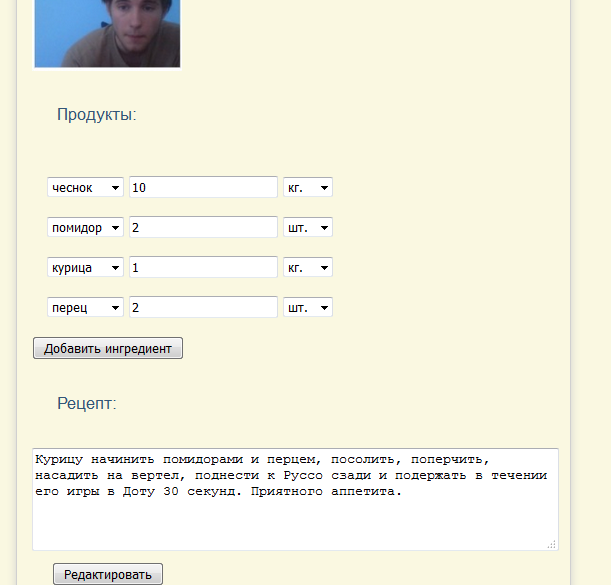 Продукты:
чеснок 10 кг.
помидор 2 шт.
курица 1 кг.
перец 2 шт.
Добавить ингредиент
Рецепт:
Курицу начинить помидорами и перцем, посолить, поперчить,
насадить на вертел, поднести к Руссо сзади и подержать в течении
его игры в Доту 30 секунд. Приятного аппетита.
Редактировать